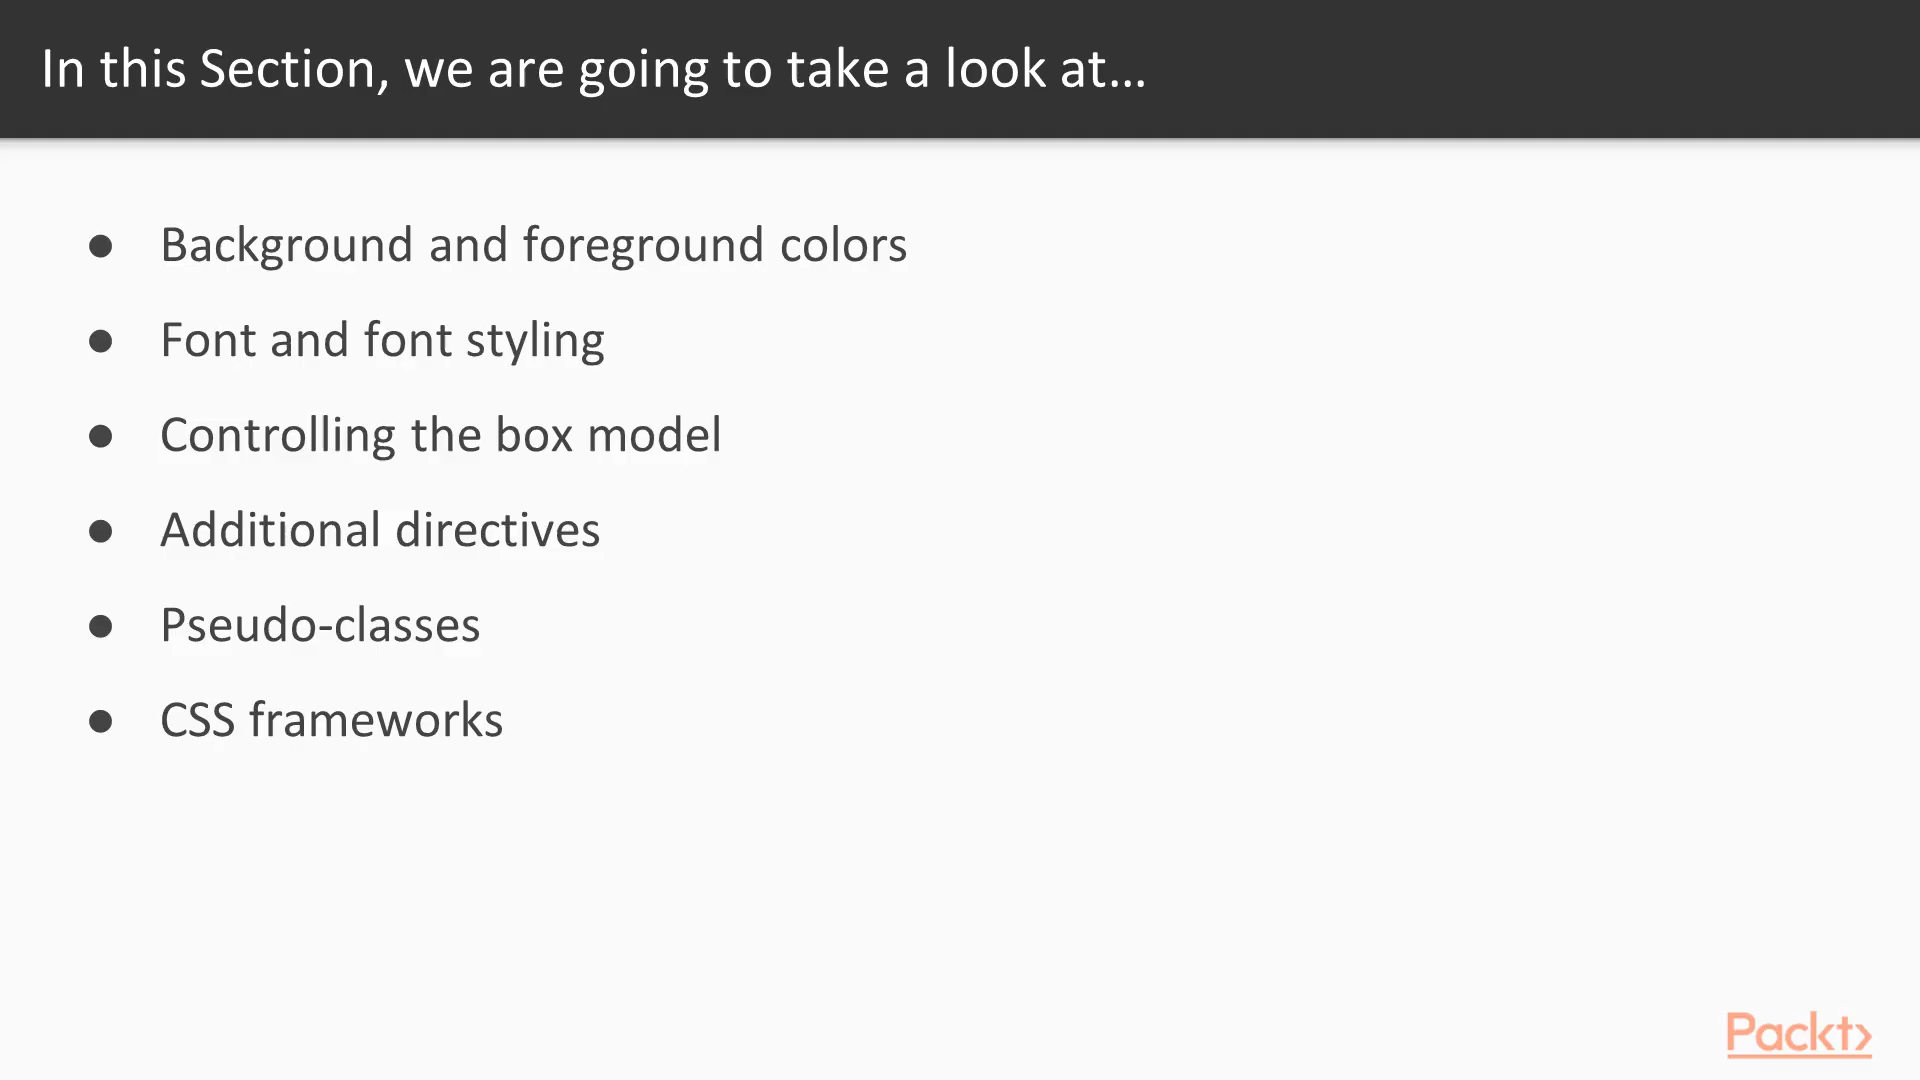 In this Section, we are going to take a look at...
● Background and foreground colors
● Font and font styling
● Controlling the box model
● Additional directives
● Pseudo-classes
● CSS frameworks
Packt>